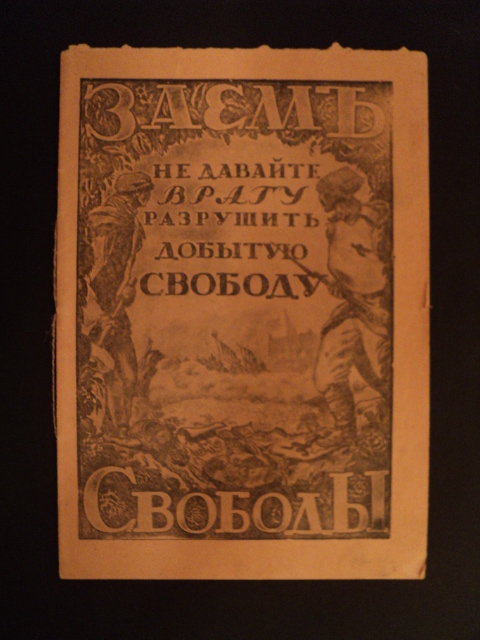 ЗАЕМЪ
НЕ ДАВАЙТЕ
ВРАГУ
РАЗРУШИТЬ
ДОБЫТУЮ
СВОБОДУ
СВОБОДЫ